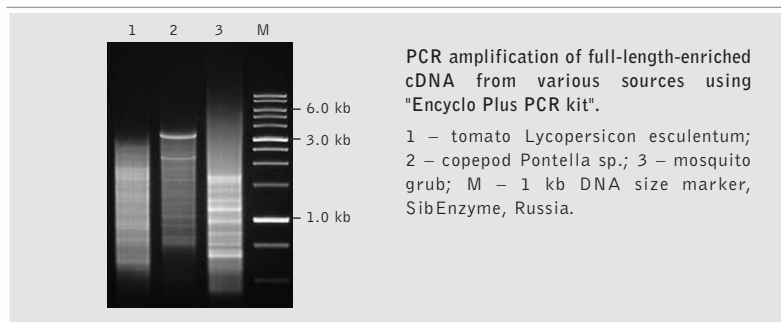 1 2 3 M
6.0 kb
3.0 kb
1.0 kb
PCR amplification of full-length-enriched
cDNA from various sources using
"Encyclo Plus PCR kit".
1 – tomato Lycopersicon esculentum;
2 – copepod Pontella sp.; 3 – mosquito
grub; M – 1 kb DNA size marker,
SibEnzyme, Russia.